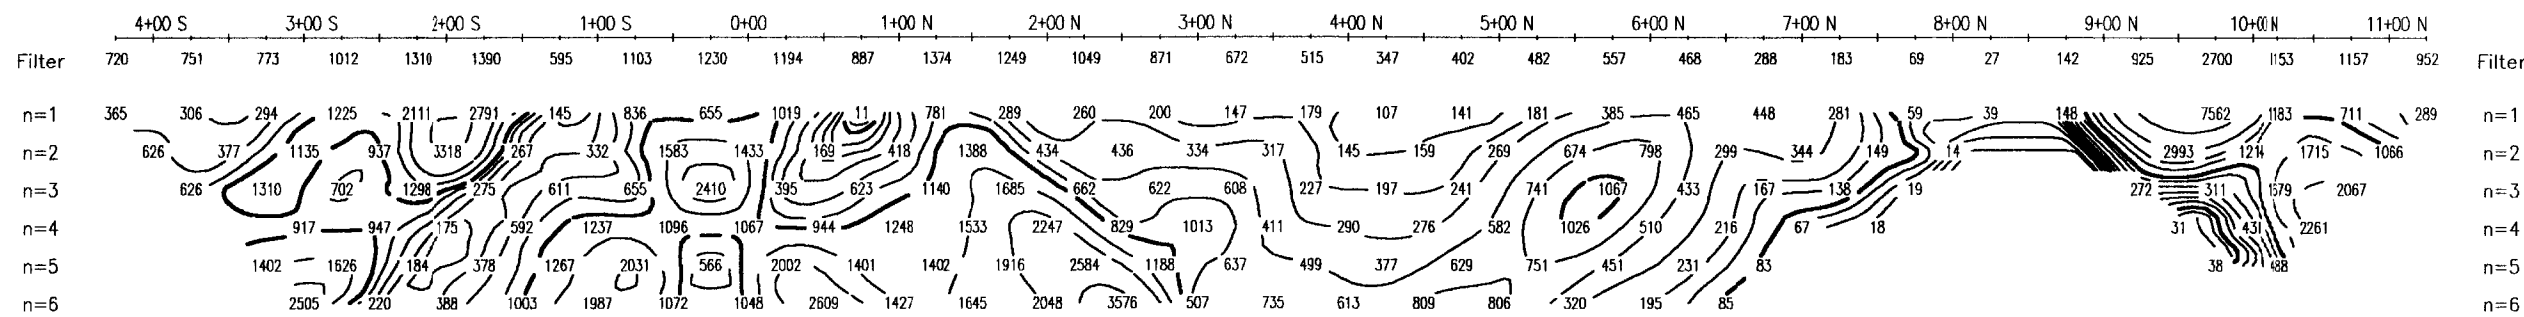 4+00 S 3+00 S 2+00 S 1+00 S 0+00 1+00 N 2+00 N 3+00 N 4+00 N 5+00 N 6+00 N 7+00 N 8+00 N 9+00 N 10+00 N 11+00 N
Filter 720 751 773 1012 1310 1390 595 1103 1230 1194 887 1374 1249 1049 871 672 515 347 402 482 557 468 288 183 69 27 142 925 2700 1153 1157 952 Filter
n=1 365 306 294 1225 2111 2791 145 836 655 1019 11 781 289 260 200 147 179 107 141 181 385 465 448 281 59 39 148 7562 1183 711 289 n=1
n=2 626 377 1135 937 3318 267 332 1583 1433 169 418 1388 434 436 334 317 145 159 269 674 798 299 344 149 14 2993 1214 1715 1066 n=2
n=3 626 1310 702 1298 275 611 655 2410 395 623 1140 1685 662 622 608 227 197 241 741 1067 433 167 138 19 272 311 1679 2067 n=3
n=4 917 947 175 592 1237 1096 1067 944 1248 1533 2247 829 1013 411 290 276 582 1026 510 216 67 18 31 431 2261 n=4
n=5 1402 1626 184 378 1267 2031 566 2002 1401 1402 1916 2584 1188 637 499 377 629 751 451 231 83 38 488 n=5
n=6 2505 220 388 1003 1987 1072 1048 2609 1427 1645 2048 3576 507 735 613 809 806 320 195 85 n=6